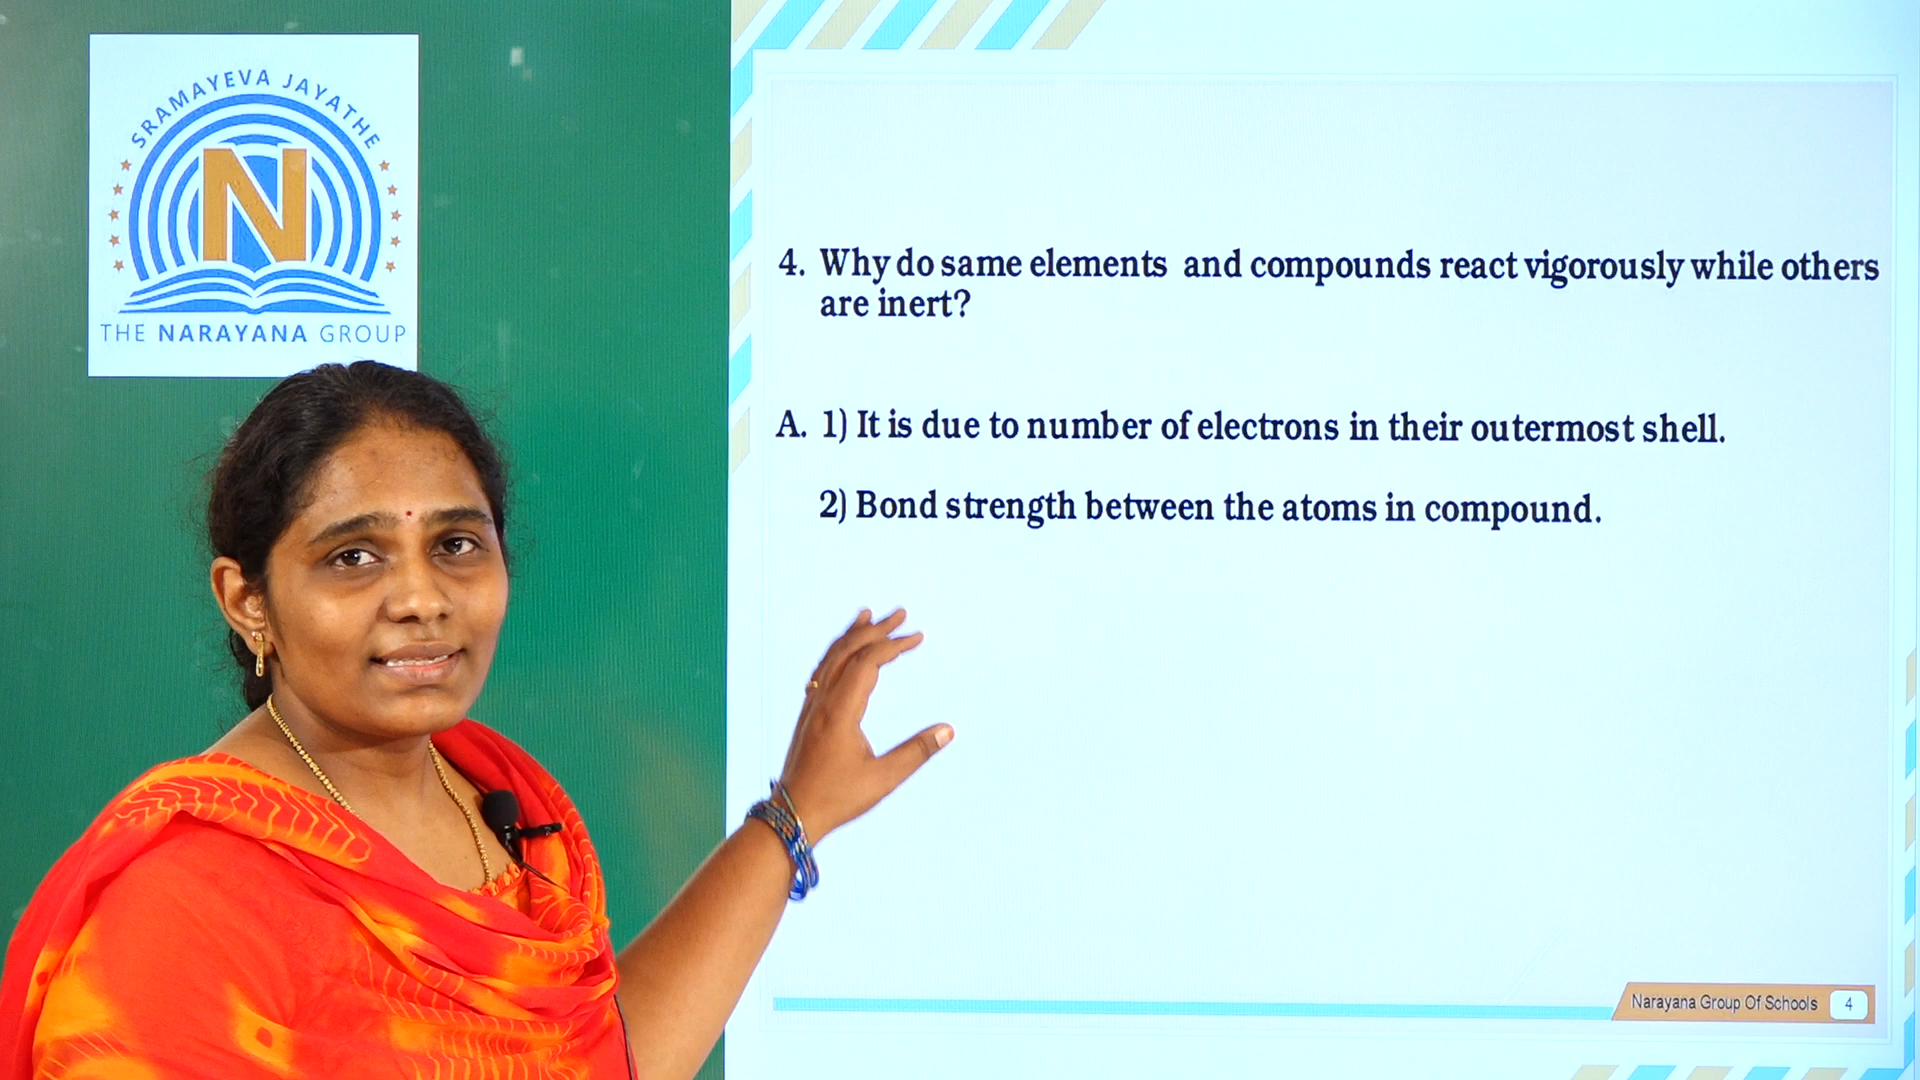 SRAMAYEVA JAYATHE
N
THE NARAYANA GROUP
4. Why do same elements and compounds react vigorously while others
are inert?
A. 1) It is due to number of electrons in their outermost shell.
2) Bond strength between the atoms in compound.
Narayana Group Of Schools 4